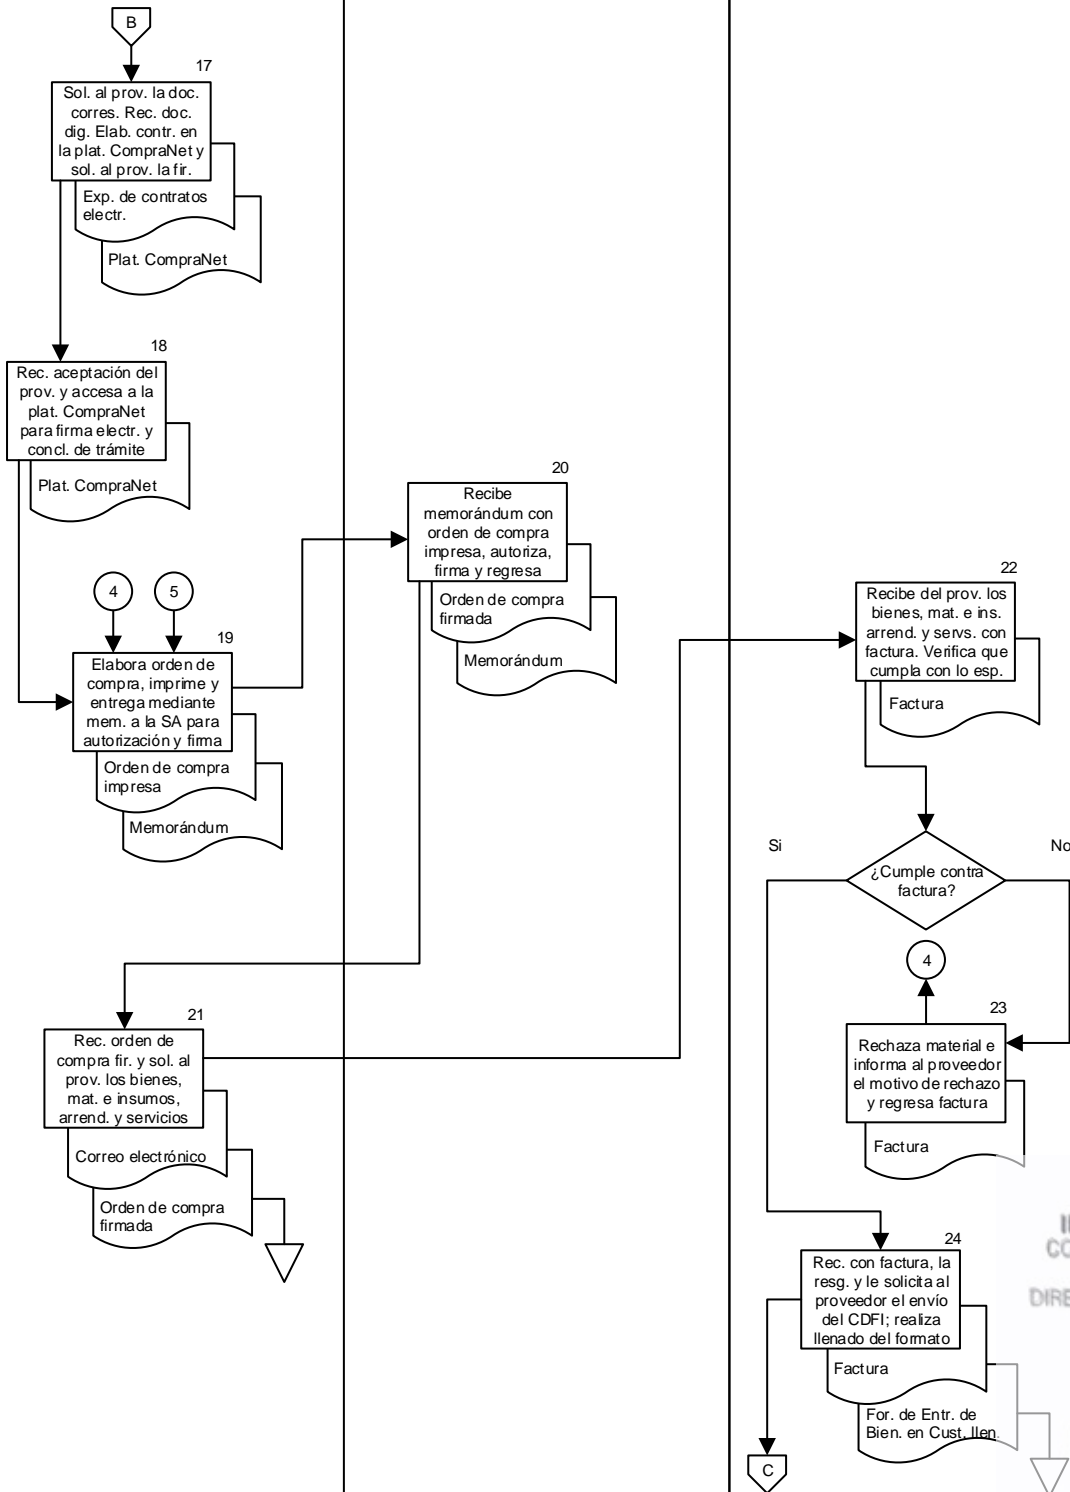 B
17
Sol. al prov. la doc.
corres. Rec. doc.
dig. Elab. contr. en
la plat. CompraNet y
sol. al prov. la fir.
Exp. de contratos
electr.
Plat. CompraNet
18
Rec. aceptación del
prov. y accesa a la
plat. CompraNet
para firma electr. y
concl. de trámite
Plat. CompraNet
4
5
19
Elabora orden de
compra, imprime y
entrega mediante
mem. a la SA para
autorización y firma
Orden de compra
impresa
Memorándum
20
Recibe
memorándum con
orden de compra
impresa, autoriza,
firma y regresa
Orden de compra
firmada
Memorándum
21
Rec. orden de
compra fir. y sol. al
prov. los bienes,
mat. e insumos,
arrend. y servicios
Correo electrónico
Orden de compra
firmada
22
Recibe del prov. los
bienes, mat. e ins.
arrend. y servs. con
factura. Verifica que
cumpla con lo esp.
Factura
Si
No
¿Cumple contra
factura?
4
23
Rechaza material e
informa al proveedor
el motivo de rechazo
y regresa factura
Factura
24
Rec. con factura, la
resg. y le solicita al
proveedor el envío
del CDFI; realiza
llenado del formato
Factura
For. de Entr. de
Bien. en Cust. llen.
C
DIRE